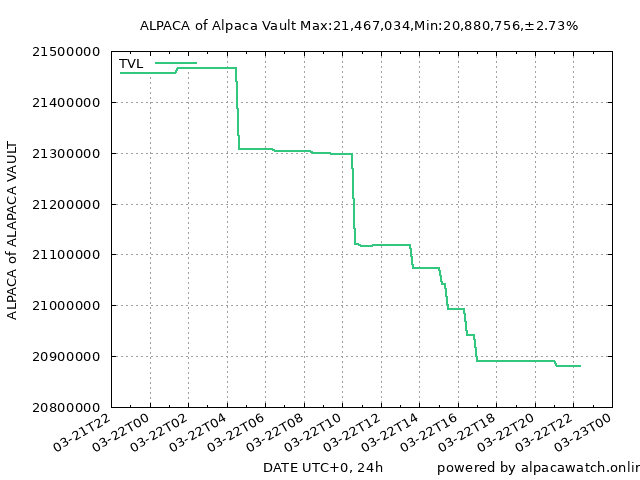 ALPACA of Alpaca Vault Max:21,467,034,Min:20,880,756,±2.73%
TVL
21500000
21400000
21300000
21200000
21100000
21000000
20900000
20800000
ALPACA of ALAPACA VAULT
03-21T22
03-22T00
03-22T02
03-22T04
03-22T06
03-22T08
03-22T10
03-22T12
03-22T14
03-22T16
03-22T18
03-22T20
03-22T22
03-23T00
DATE UTC+0, 24h
powered by alpacawatch.onlin